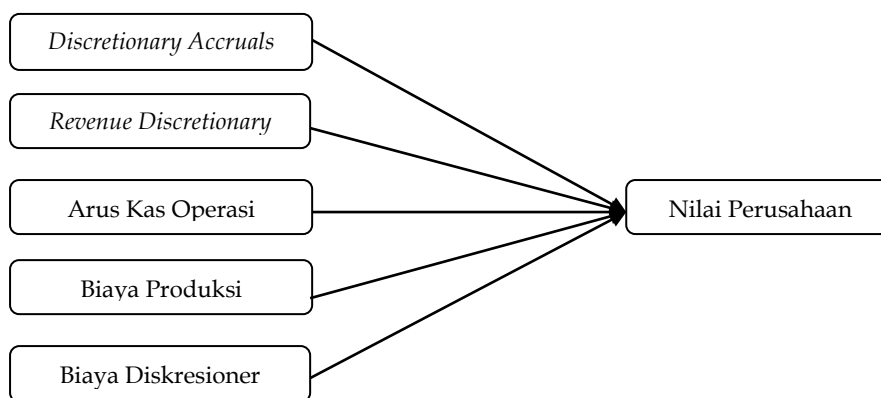 Discretionary Accruals
Revenue Discretionary
Arus Kas Operasi
Nilai Perusahaan
Biaya Produksi
Biaya Diskresioner